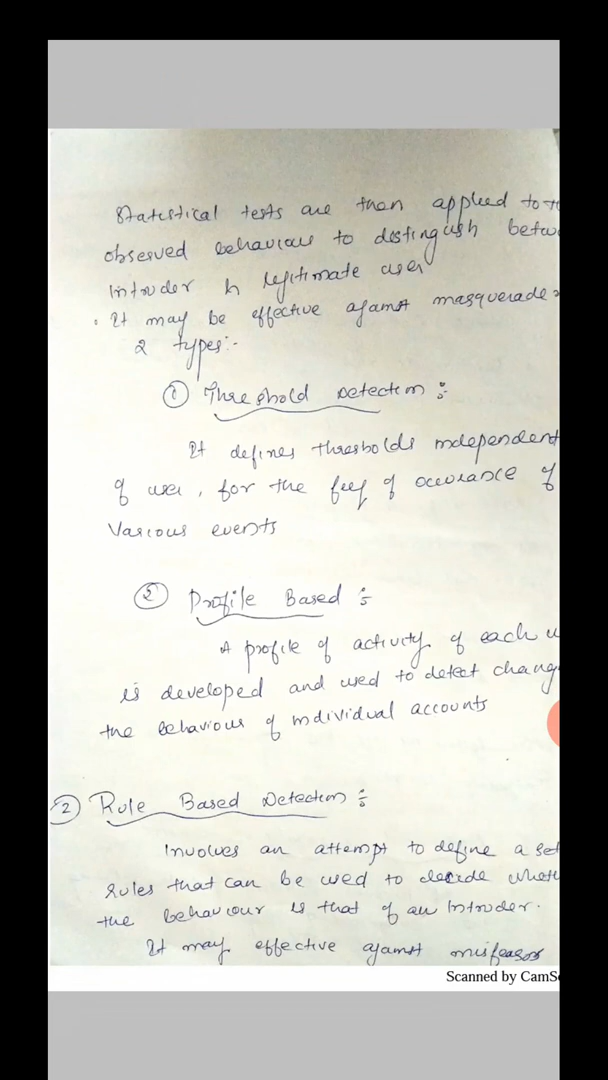 Statistical tests are then applied to
observed behaviour to distingush betw
Intruder & legitimate user
• It may be effective against masquerade
2 types:-
① Threshold Detection:
It defines thresholds independent
of user, for the freq of occurance of
Various events
② Profile Based:
A profile of activity of each u
is developed and used to detect chang
the behaviour of individual accounts
② Rule Based Detection:
Involves an attempt to define a set
rules that can be used to decide wheth
the behaviour is that of an Intruder.
It may effective against misfeasor
Scanned by CamS